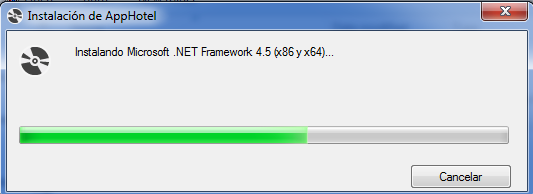 Instalación de AppHotel
Instalando Microsoft .NET Framework 4.5 (x86 y x64)...
Cancelar